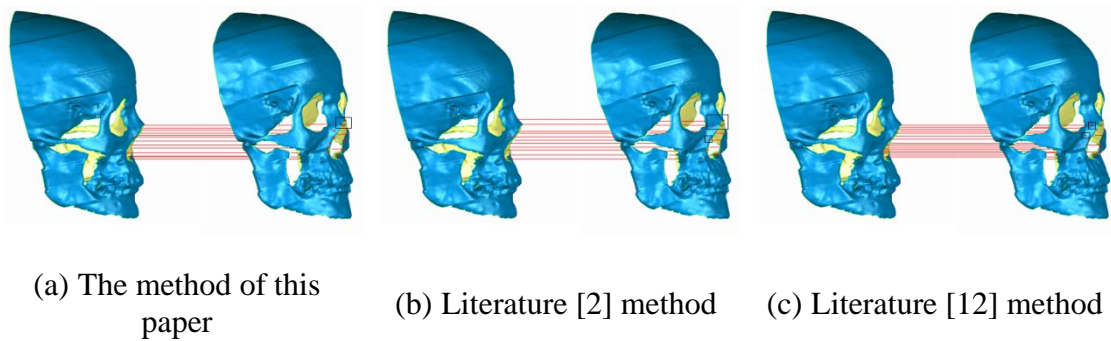 (a) The method of this
paper
(b) Literature [2] method
(c) Literature [12] method